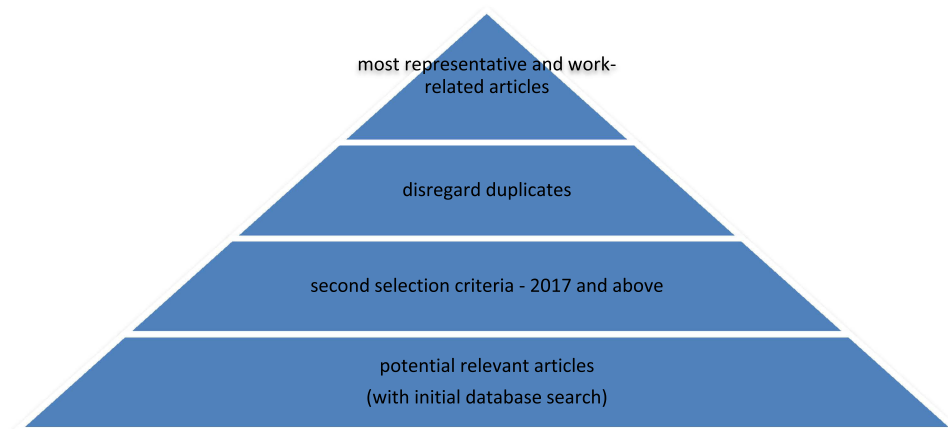 most representative and work-
related articles
disregard duplicates
second selection criteria - 2017 and above
potential relevant articles
(with initial database search)